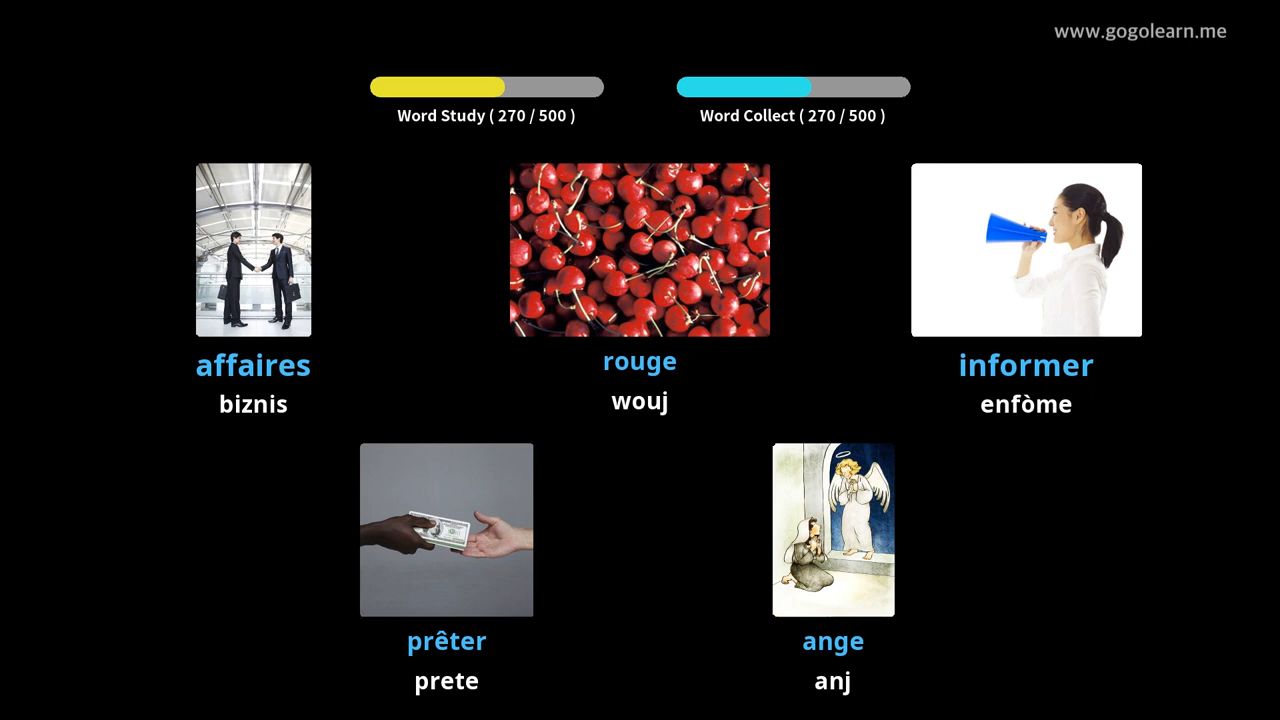 www.gogolearn.me
Word Study ( 270 / 500 )
Word Collect ( 270 / 500 )
affaires
biznis
rouge
wouj
informer
enfòme
prêter
prete
ange
anj